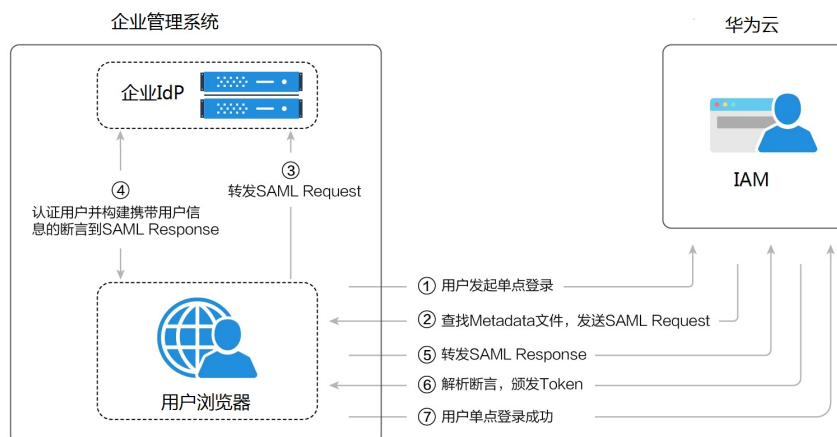 企业管理系统
华为云
企业IdP
IAM
③
转发SAML Request
④
认证用户并构建携带用户信
息的断言到SAML Response
① 用户发起单点登录
② 查找Metadata文件，发送SAML Request
⑤ 转发SAML Response
⑥ 解析断言，颁发Token
⑦ 用户单点登录成功
用户浏览器